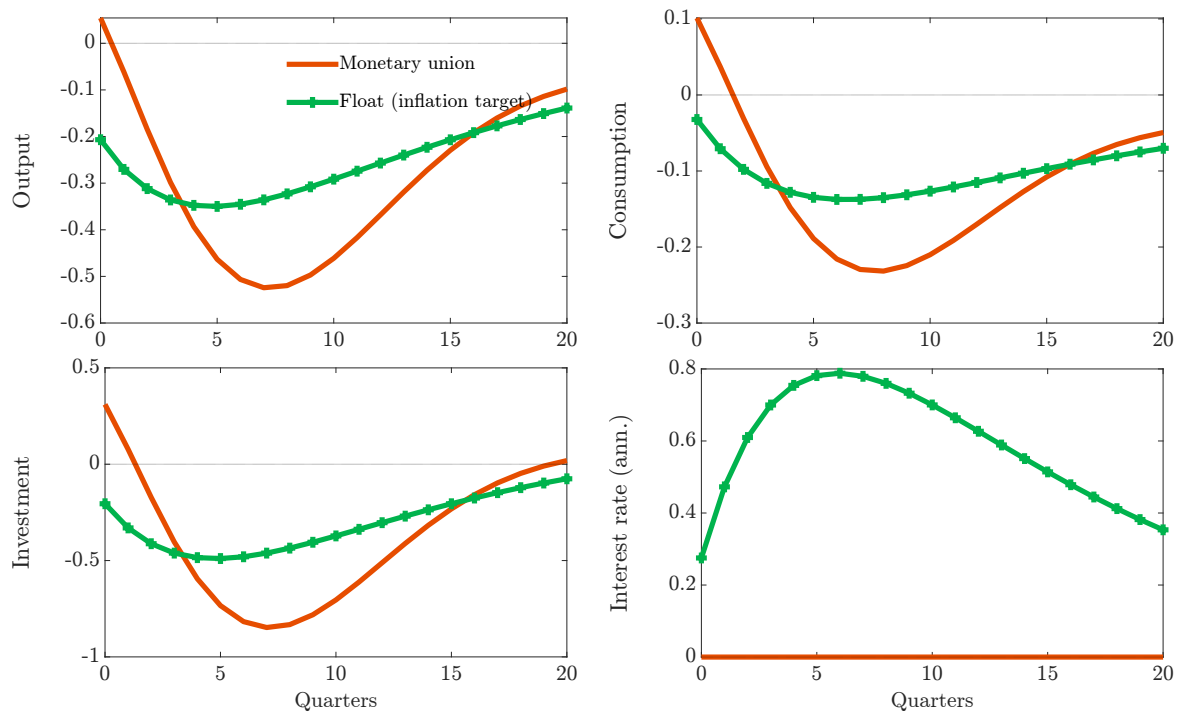 Output
0
-0.1
-0.2
-0.3
-0.4
-0.5
-0.6
Monetary union
Float (inflation target)
0 5 10 15 20
Consumption
0.1
0
-0.1
-0.2
-0.3
0 5 10 15 20
Investment
0.5
0
-0.5
-1
0 5 10 15 20
Quarters
Interest rate (ann.)
0.8
0.6
0.4
0.2
0
0 5 10 15 20
Quarters